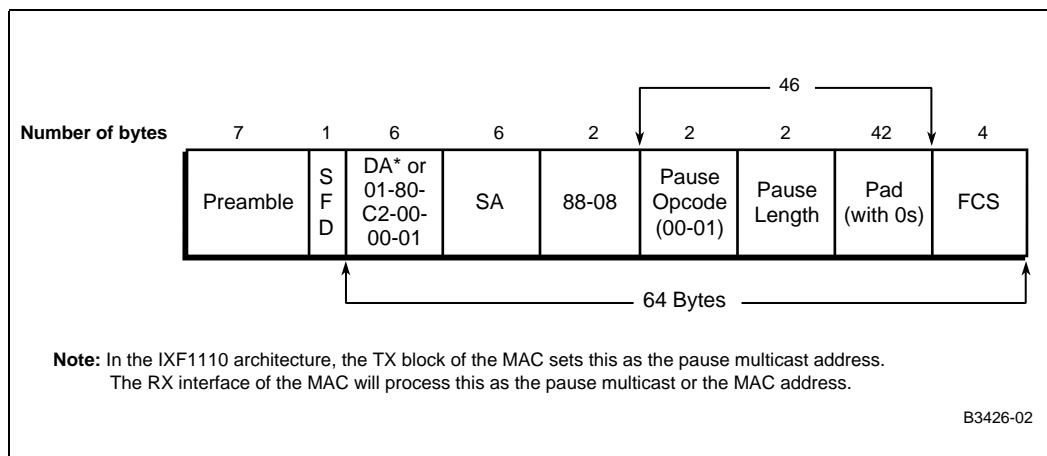 46
Number of bytes 7 1 6 6 2 2 2 42 4
Preamble
S
F
D
DA* or
01-80-
C2-00-
00-01
SA
88-08
Pause
Opcode
(00-01)
Pause
Length
Pad
(with 0s)
FCS
64 Bytes
Note: In the IXF1110 architecture, the TX block of the MAC sets this as the pause multicast address.
The RX interface of the MAC will process this as the pause multicast or the MAC address.
B3426-02